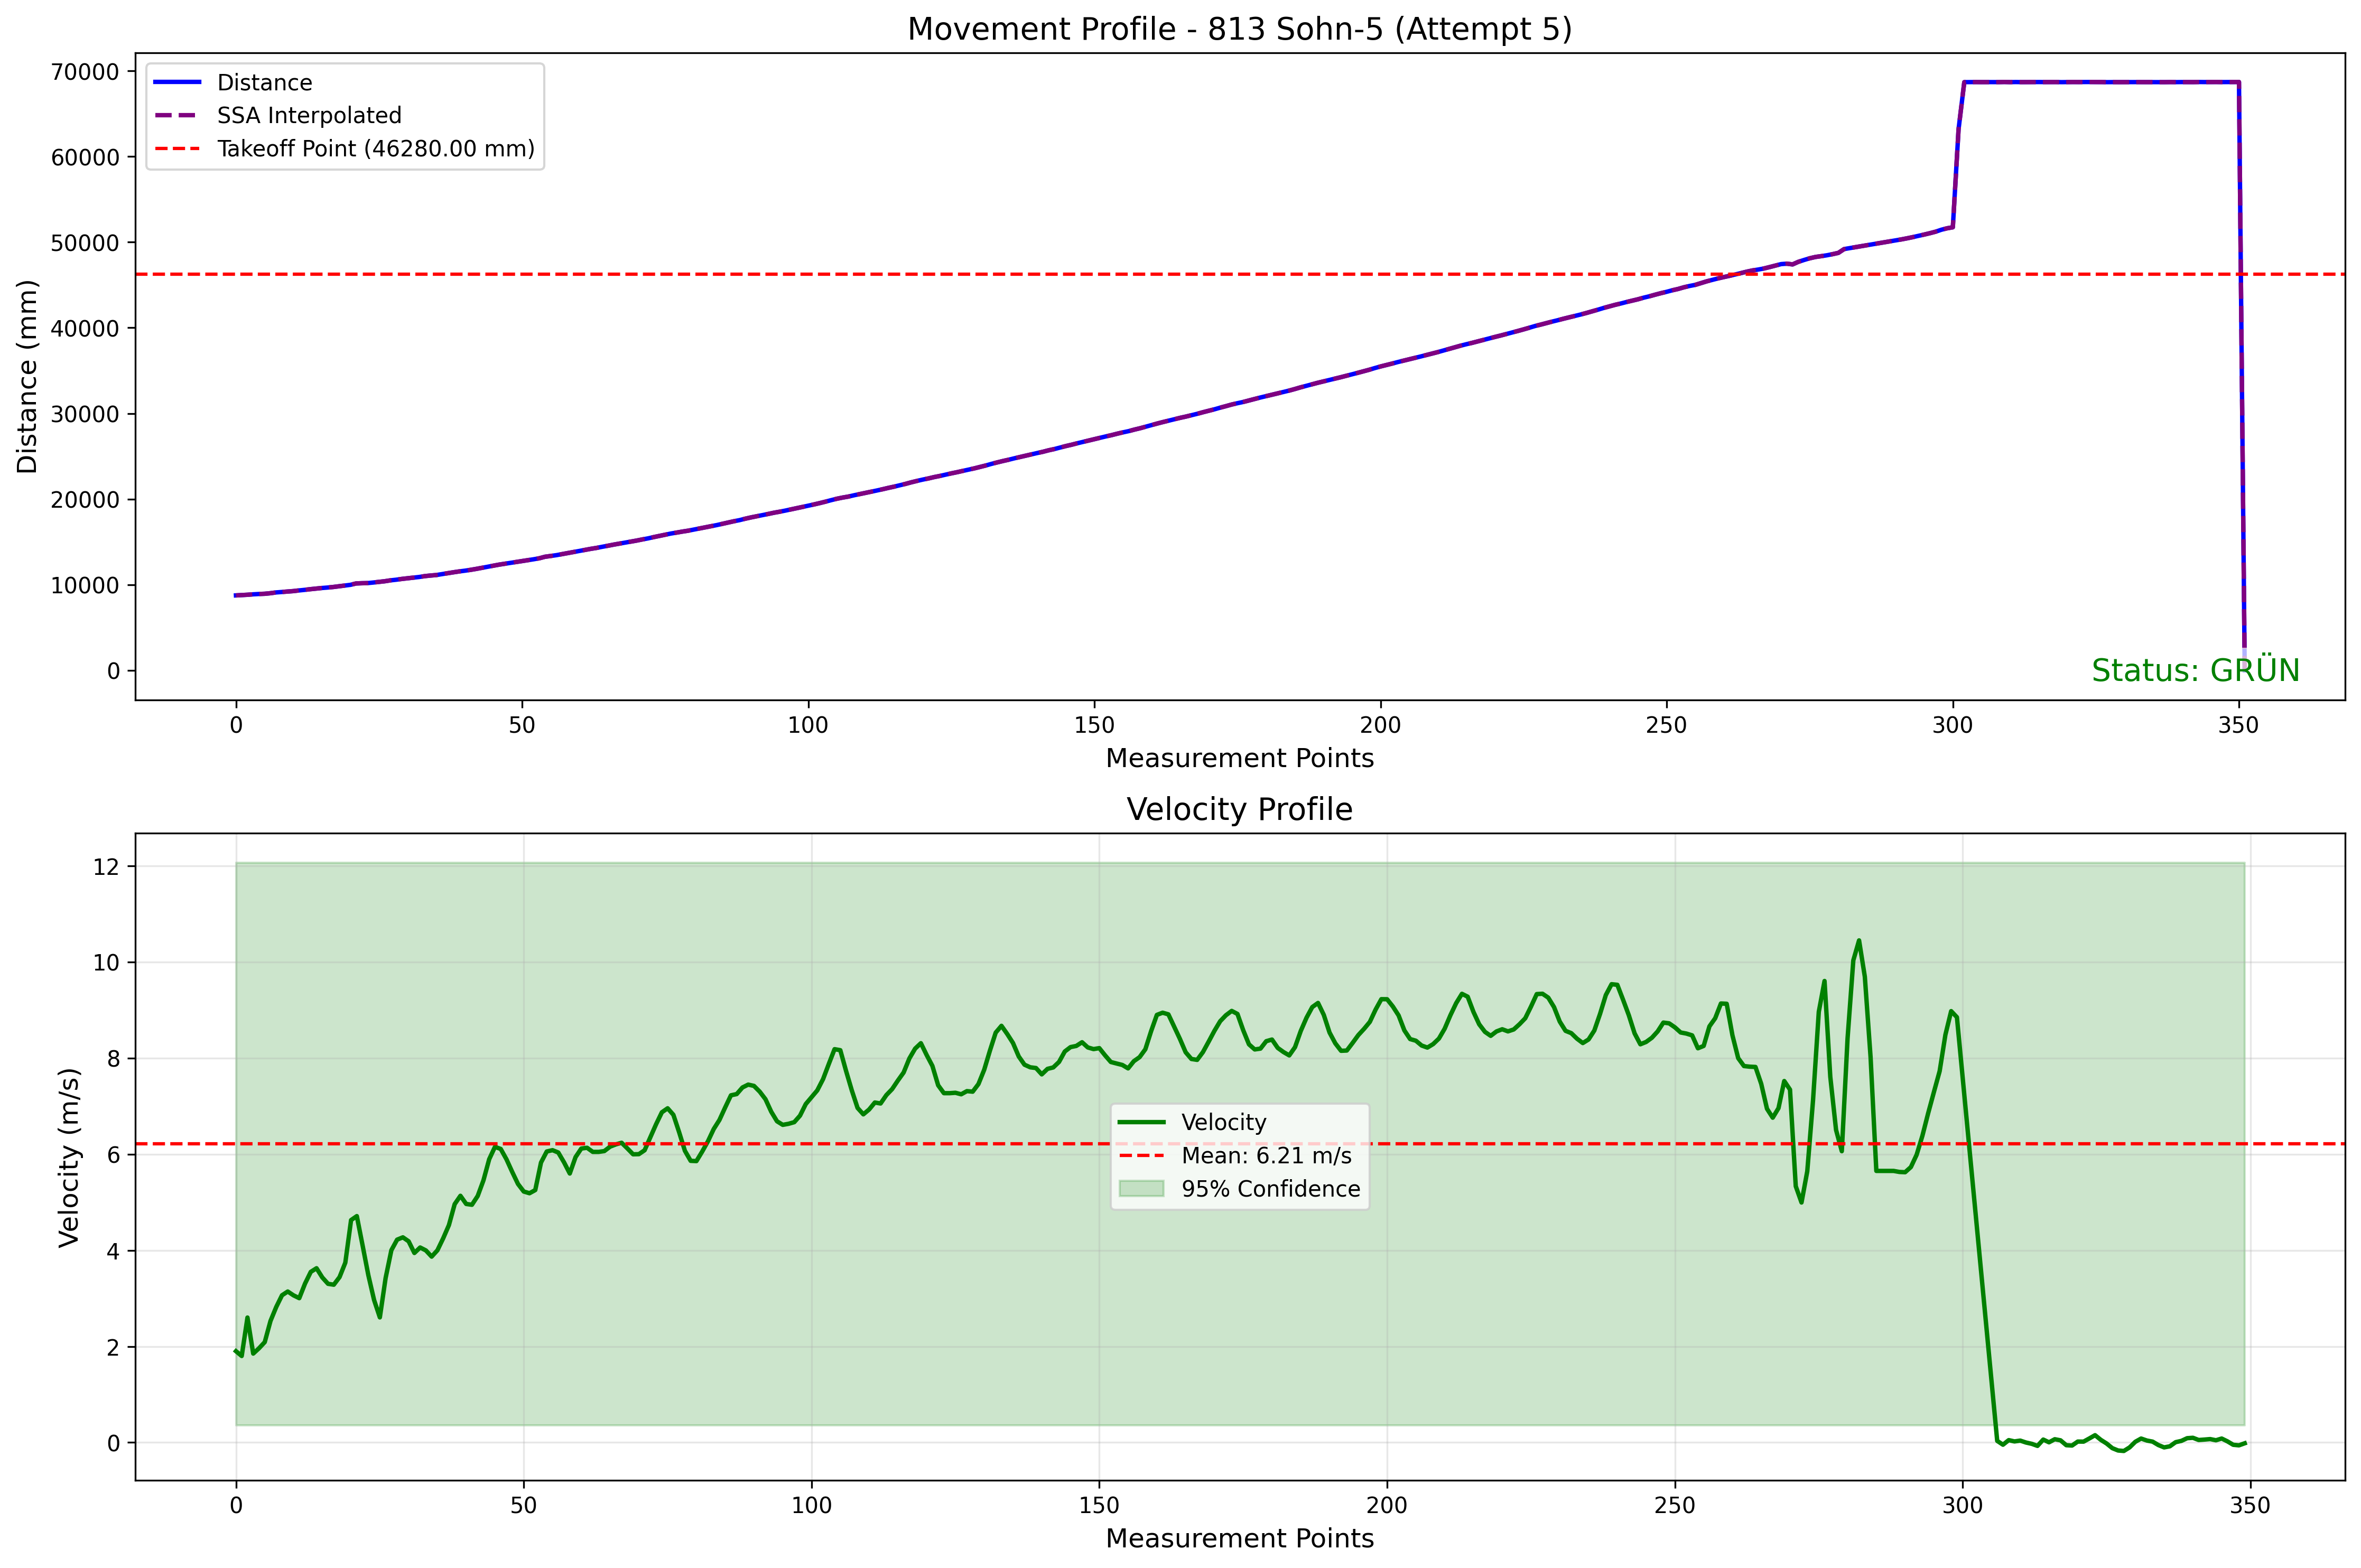 Movement Profile - 813 Sohn-5 (Attempt 5)
Distance
SSA Interpolated
Takeoff Point (46280.00 mm)
Distance (mm)
70000
60000
50000
40000
30000
20000
10000
0
Status: GRÜN
0 50 100 150 200 250 300 350
Measurement Points
Velocity Profile
Velocity (m/s)
12
10
8
6
4
2
0
Velocity
Mean: 6.21 m/s
95% Confidence
0 50 100 150 200 250 300 350
Measurement Points